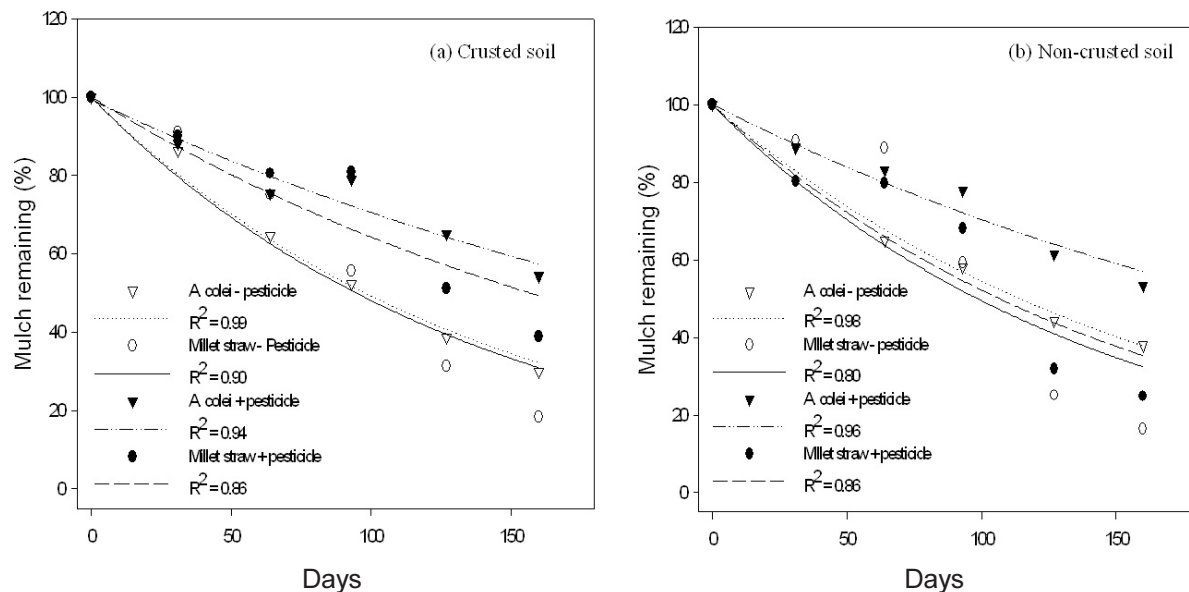 120
100
80
60
40
20
0
Mulch remaining (%)
(a) Crusted soil
A colei - pesticide
R2 = 0.99
Millet straw - Pesticide
R2 = 0.90
A colei + pesticide
R2 = 0.94
Millet straw + pesticide
R2 = 0.86
0 50 100 150
Days
120
100
80
60
40
20
0
Mulch remaining (%)
(b) Non-crusted soil
A colei - pesticide
R2 = 0.98
Millet straw - pesticide
R2 = 0.80
A colei + pesticide
R2 = 0.96
Millet straw + pesticide
R2 = 0.86
0 50 100 150
Days